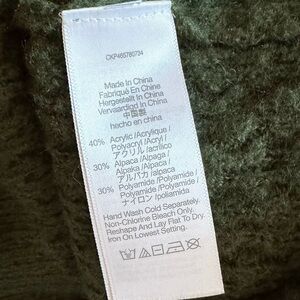 CKP465780734
Made In China
Fabriqué En Chine
Hergestellt In China
Vervaardigd in China
中国製
hecho en china
40% Acrylic /Acrylique /
Polyacryl /Acryl /
アクリル /acrilico
30% Alpaca /Alpaga /
Alpaka /Alpaca /
アルパカ /alpaca
30% Polyamide /Polyamide /
Polyamide /Polyamide /
ナイロン /poliamida
Hand Wash Cold Separately.
Non-Chlorine Bleach Only.
Reshape And Lay Flat To Dry.
Iron On Lowest Setting.